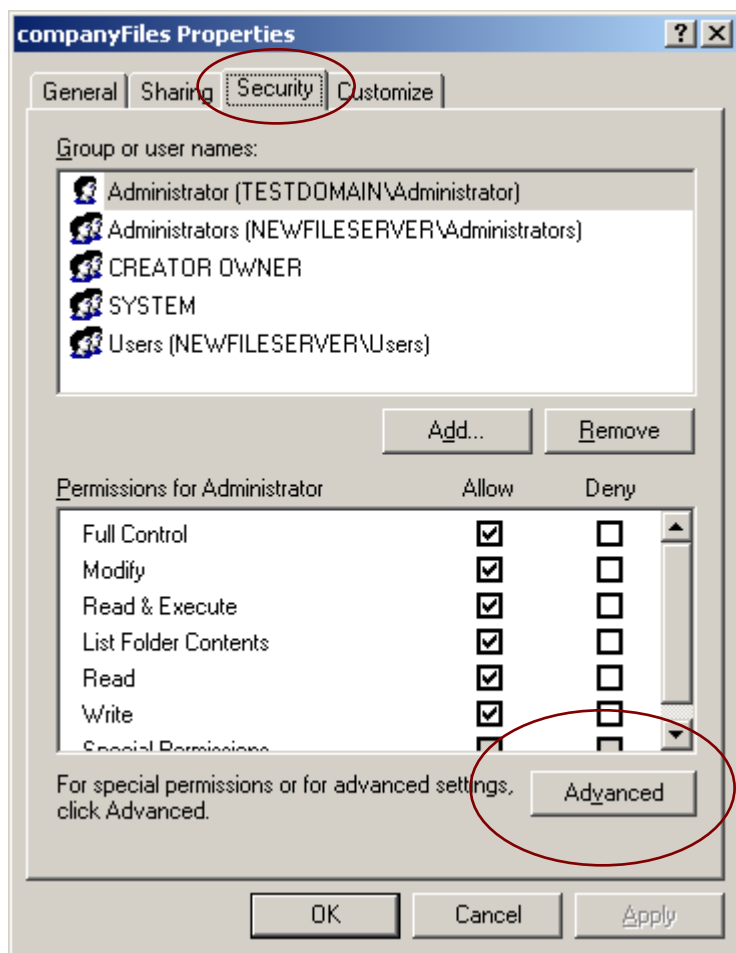 companyFiles Properties
General Sharing Security Customize
Group or user names:
Administrator (TESTDOMAIN\Administrator)
Administrators (NEWFILESERVER\Administrators)
CREATOR OWNER
SYSTEM
Users (NEWFILESERVER\Users)
Add... Remove
Permissions for Administrator Allow Deny
Full Control
Modify
Read & Execute
List Folder Contents
Read
Write
Special Permissions
For special permissions or for advanced settings, Advanced
click Advanced.
OK Cancel Apply